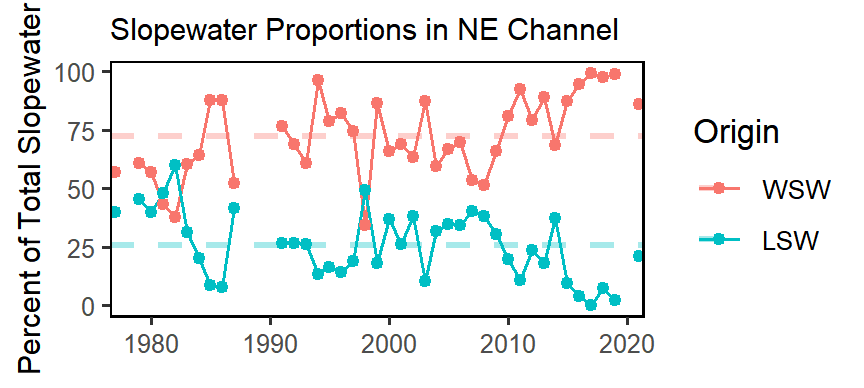 Slopewater Proportions in NE Channel
Percent of Total Slopewater
100
75
50
25
0
1980
1990
2000
2010
2020
Origin
WSW
LSW